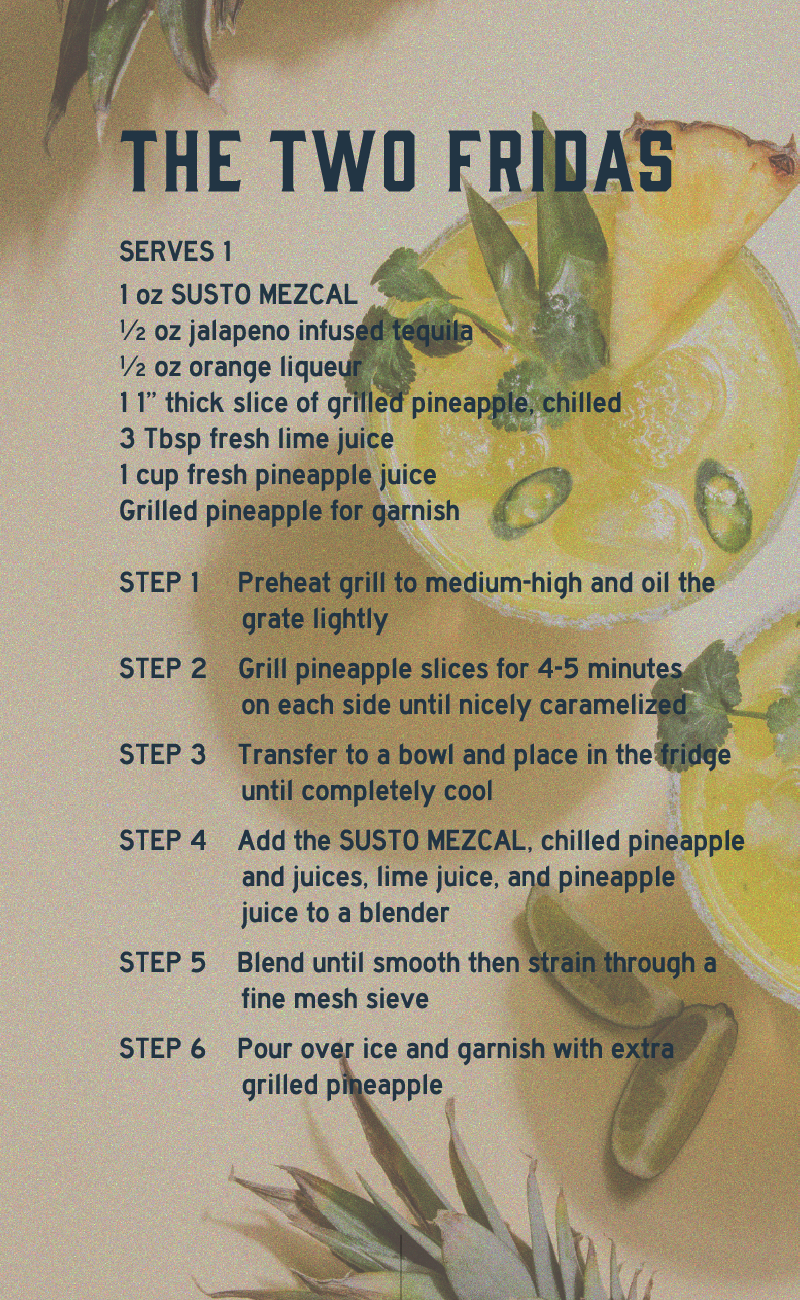 THE TWO FRIDAS
SERVES 1
1 oz SUSTO MEZCAL
½ oz jalapeno infused tequila
½ oz orange liqueur
1 1” thick slice of grilled pineapple, chilled
3 Tbsp fresh lime juice
1 cup fresh pineapple juice
Grilled pineapple for garnish
STEP 1 Preheat grill to medium-high and oil the
grate lightly
STEP 2 Grill pineapple slices for 4-5 minutes
on each side until nicely caramelized
STEP 3 Transfer to a bowl and place in the fridge
until completely cool
STEP 4 Add the SUSTO MEZCAL, chilled pineapple
and juices, lime juice, and pineapple
juice to a blender
STEP 5 Blend until smooth then strain through a
fine mesh sieve
STEP 6 Pour over ice and garnish with extra
grilled pineapple